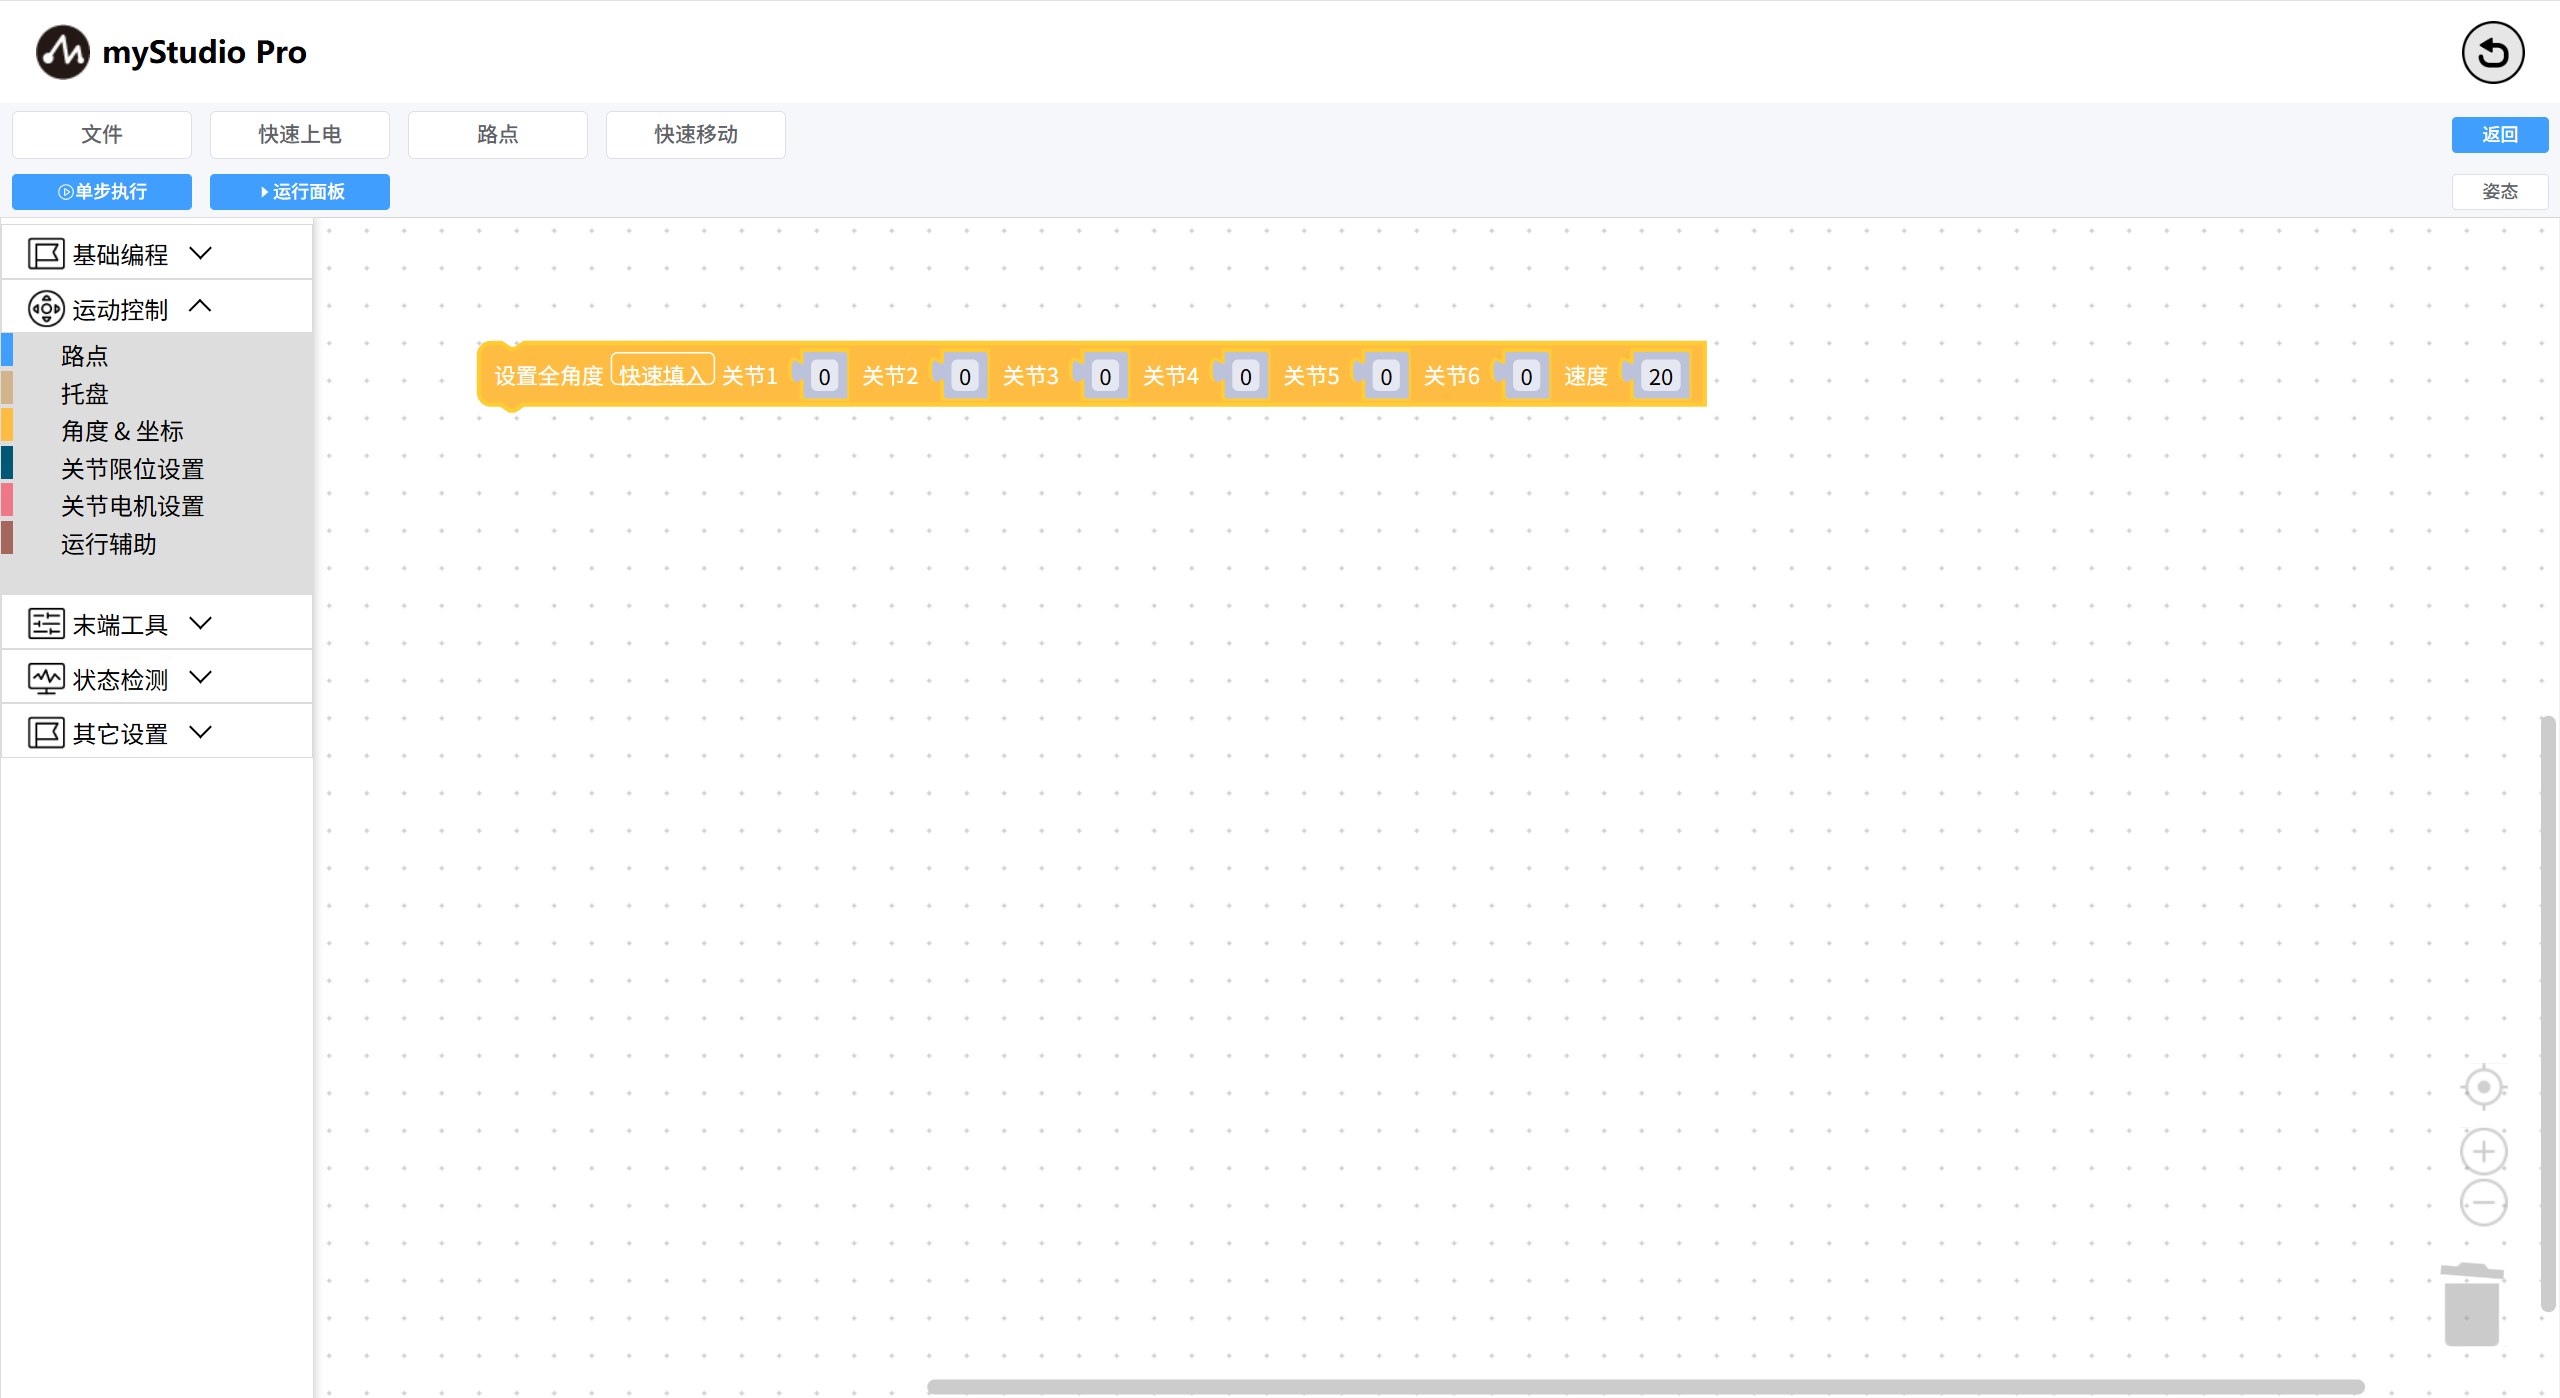 myStudio Pro
文件 快速上电 路点 快速移动 返回
单步执行 运行面板 姿态
基础编程
运动控制
路点
托盘
角度 & 坐标
关节限位设置
关节电机设置
运行辅助
末端工具
状态检测
其它设置
设置全角度 快速填入 关节1 0 关节2 0 关节3 0 关节4 0 关节5 0 关节6 0 速度 20